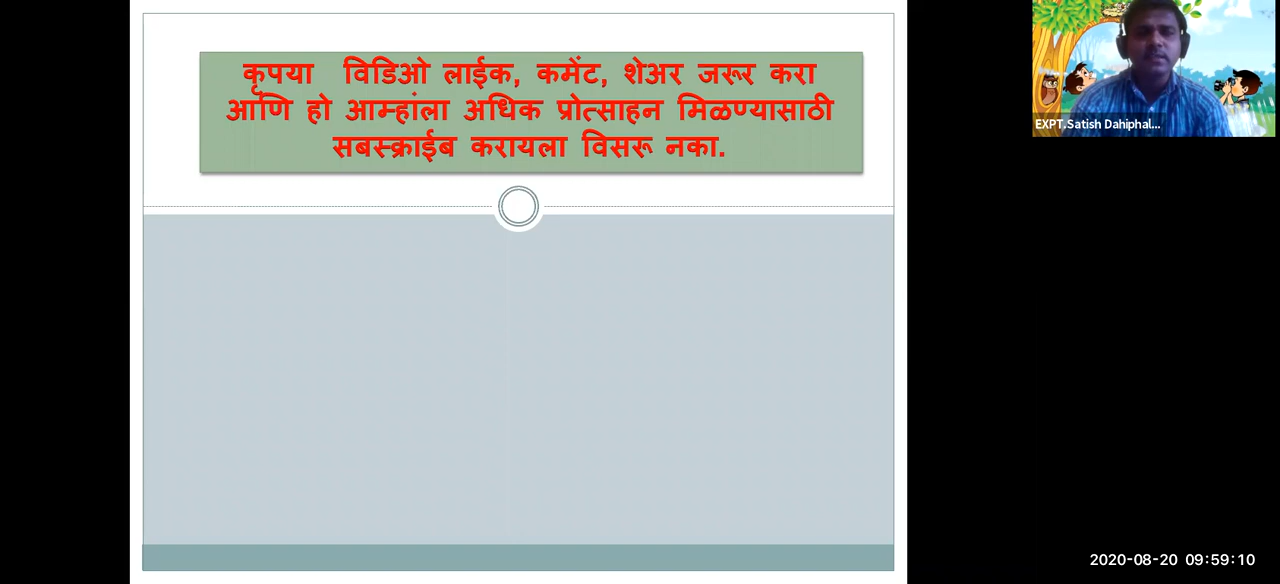 कृपया विडिओ लाईक, कमेंट, शेअर जरूर करा
आणि हो आम्हांला अधिक प्रोत्साहन मिळण्यासाठी
सबस्क्राईब करायला विसरू नका.
EXPT.Satish Dahiphal...
2020-08-20 09:59:10